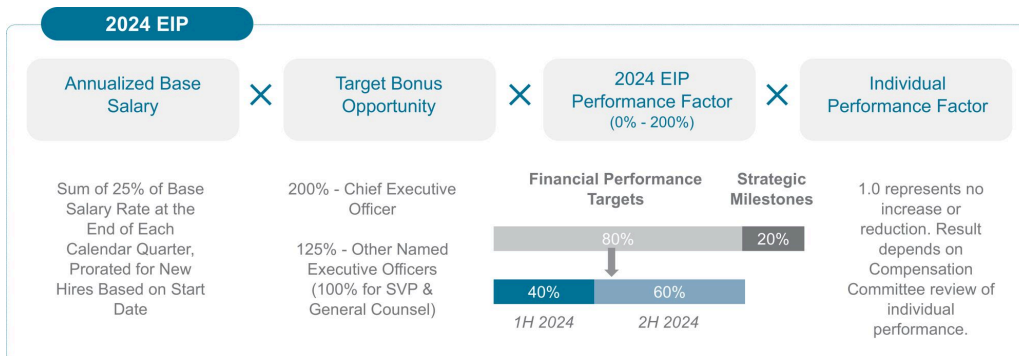 2024 EIP
Annualized Base
Salary
×
Target Bonus
Opportunity
×
2024 EIP
Performance Factor
(0% - 200%)
×
Individual
Performance Factor
Sum of 25% of Base
Salary Rate at the
End of Each
Calendar Quarter,
Prorated for New
Hires Based on Start
Date
200% - Chief Executive
Officer
125% - Other Named
Executive Officers
(100% for SVP &
General Counsel)
Financial Performance
Targets
Strategic
Milestones
80%
20%
40%
60%
1H 2024
2H 2024
1.0 represents no
increase or
reduction. Result
depends on
Compensation
Committee review of
individual
performance.